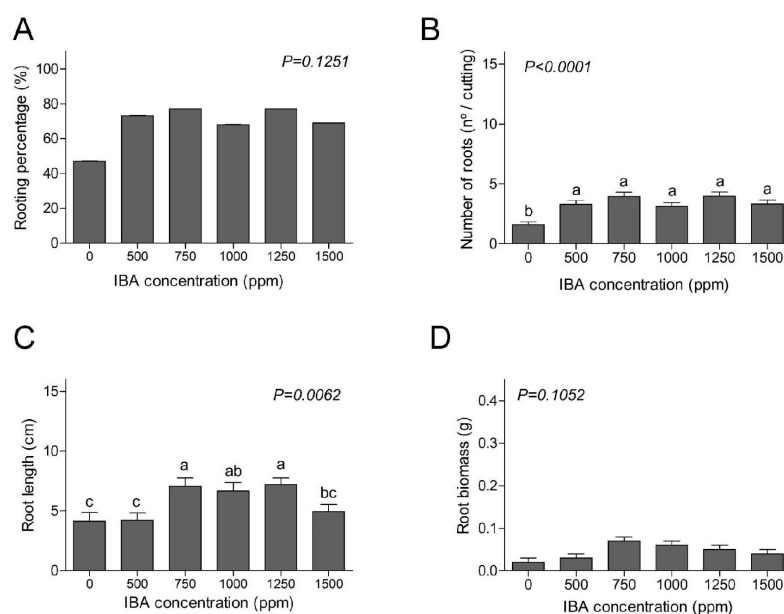 A
P=0.1251
Rooting percentage (%)
100
80
60
40
20
0
0 500 750 1000 1250 1500
IBA concentration (ppm)
B
P<0.0001
Number of roots (nº / cutting)
15
10
5
0
b a a a a a
0 500 750 1000 1250 1500
IBA concentration (ppm)
C
P=0.0062
Root length (cm)
15
10
5
0
c c a ab a bc
0 500 750 1000 1250 1500
IBA concentration (ppm)
D
P=0.1052
Root biomass (g)
0.4
0.3
0.2
0.1
0.0
0 500 750 1000 1250 1500
IBA concentration (ppm)